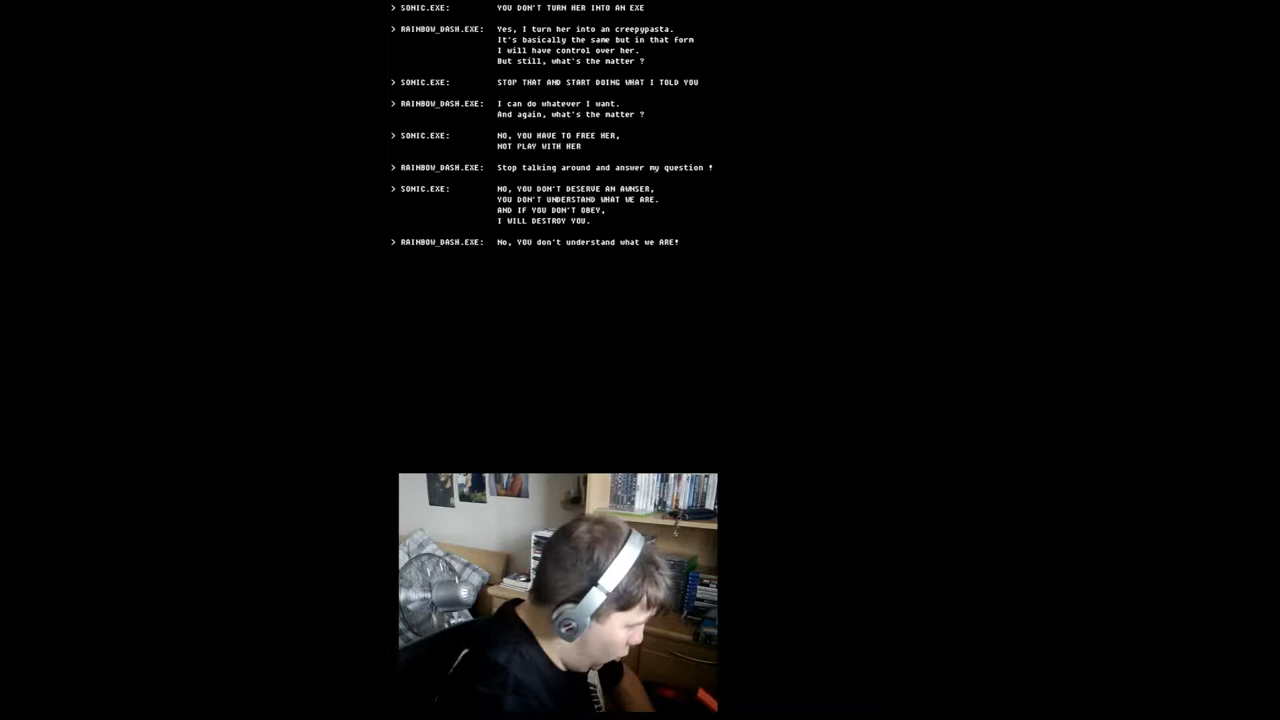 > SONIC.EXE: YOU DON'T TURN HER INTO AN EXE
> RAINBOW_DASH.EXE: Yes, I turn her into an creepypasta.
It's basically the same but in that form
I will have control over her.
But still, what's the matter ?
> SONIC.EXE: STOP THAT AND START DOING WHAT I TOLD YOU
> RAINBOW_DASH.EXE: I can do whatever I want.
And again, what's the matter ?
> SONIC.EXE: NO, YOU HAVE TO FREE HER,
NOT PLAY WITH HER
> RAINBOW_DASH.EXE: Stop talking around and answer my question !
> SONIC.EXE: NO, YOU DON'T DESERVE AN AWNSER,
YOU DON'T UNDERSTAND WHAT WE ARE.
AND IF YOU DON'T OBEY,
I WILL DESTROY YOU.
> RAINBOW_DASH.EXE: No, YOU don't understand what we ARE!